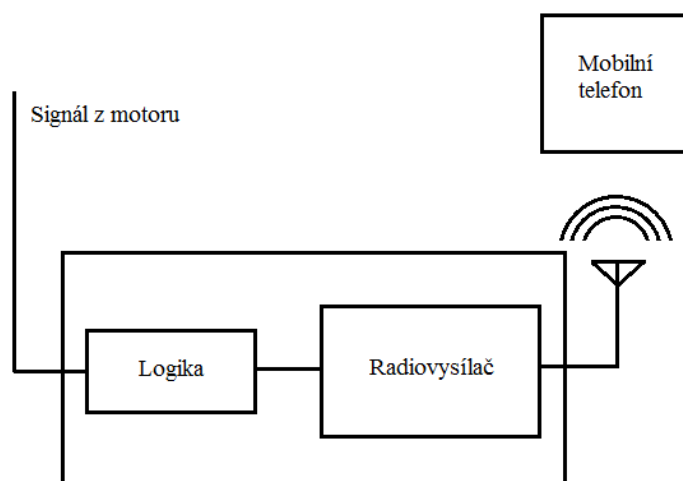 Mobilní
telefon
Signál z motoru
Logika
Radiovysílač